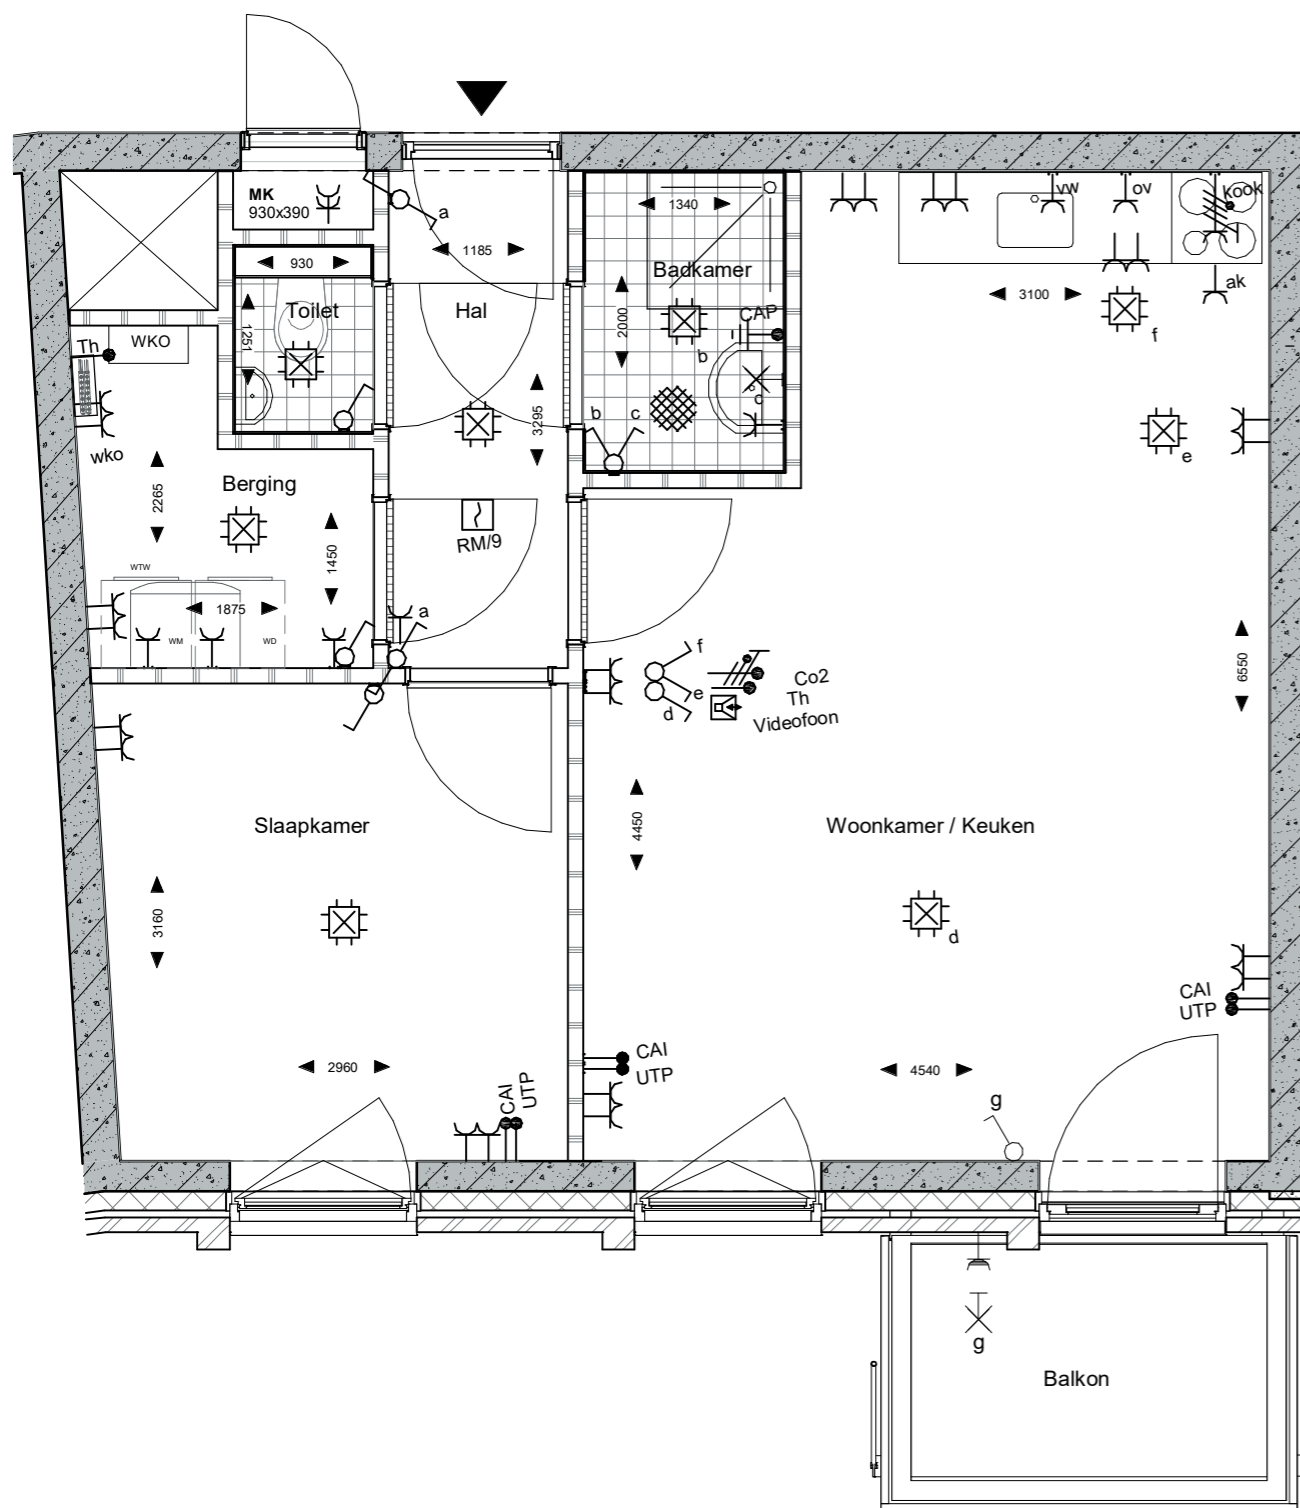 MK
930x390
a
1185
930
Toilet
1251
Hal
3295
1340
Badkamer
2000
CAP
b
c
b
c
vw
ov
kook
3100
ak
f
e
WKO
Th
wko
2265
Berging
1450
WTW
1875
WM
WD
RM/9
a
f
e
d
Co2
Th
Videofoon
6550
4450
Slaapkamer
Woonkamer / Keuken
3160
d
CAI
UTP
2960
CAI
UTP
CAI
UTP
4540
g
g
Balkon